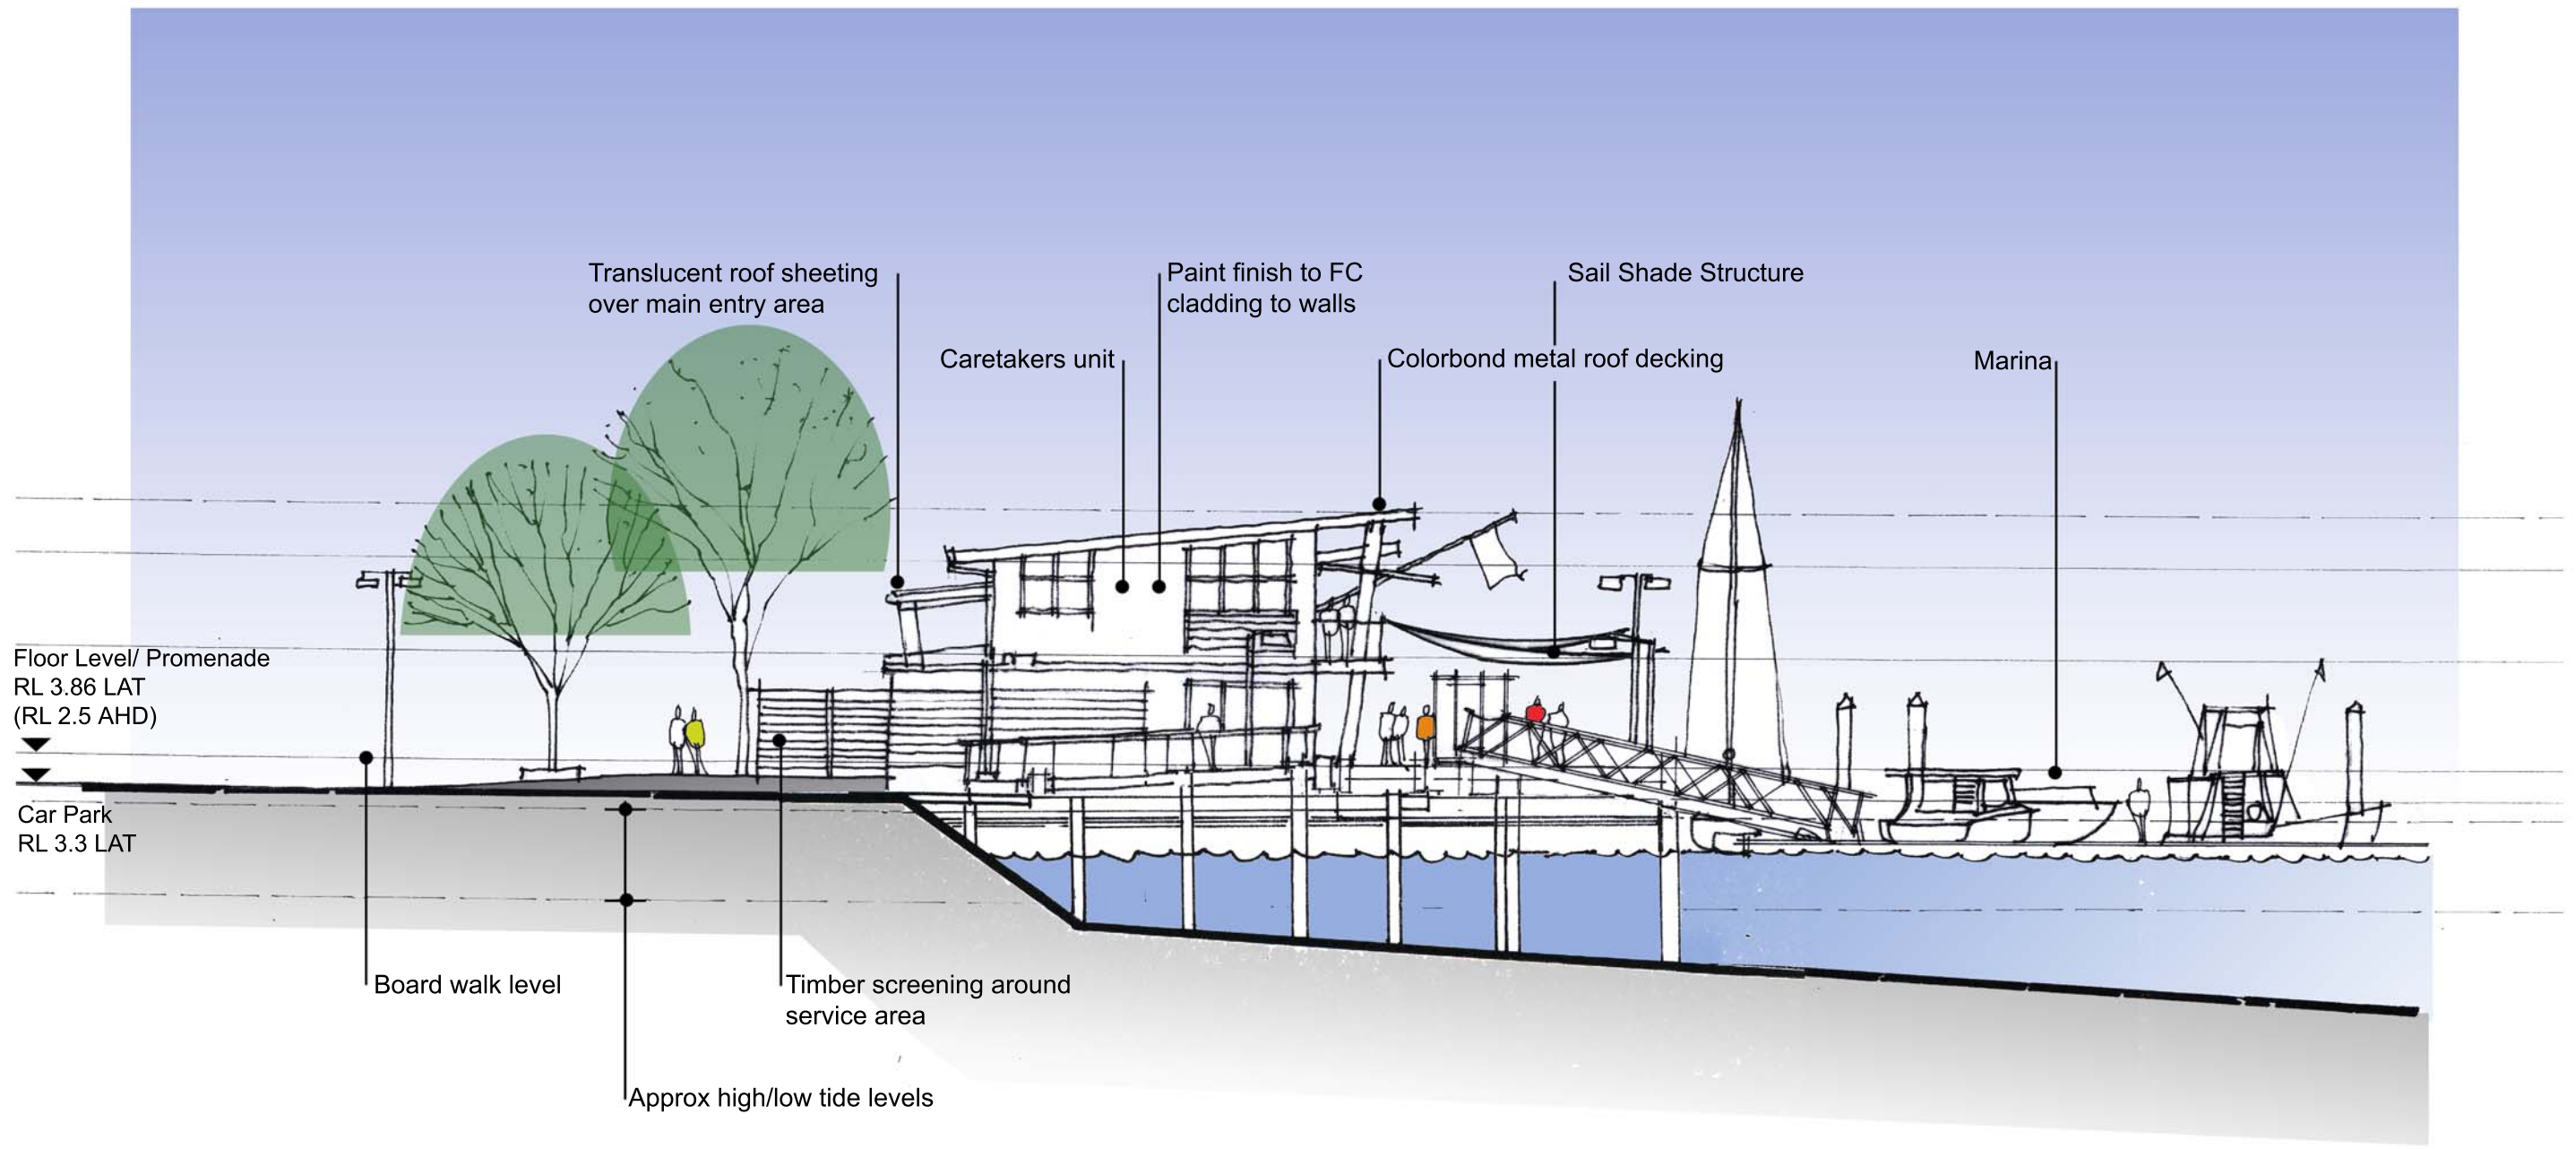 Translucent roof sheeting
over main entry area
Paint finish to FC
cladding to walls
Sail Shade Structure
Caretakers unit
Colorbond metal roof decking
Marina
Floor Level/ Promenade
RL 3.86 LAT
(RL 2.5 AHD)
Car Park
RL 3.3 LAT
Board walk level
Timber screening around
service area
Approx high/low tide levels